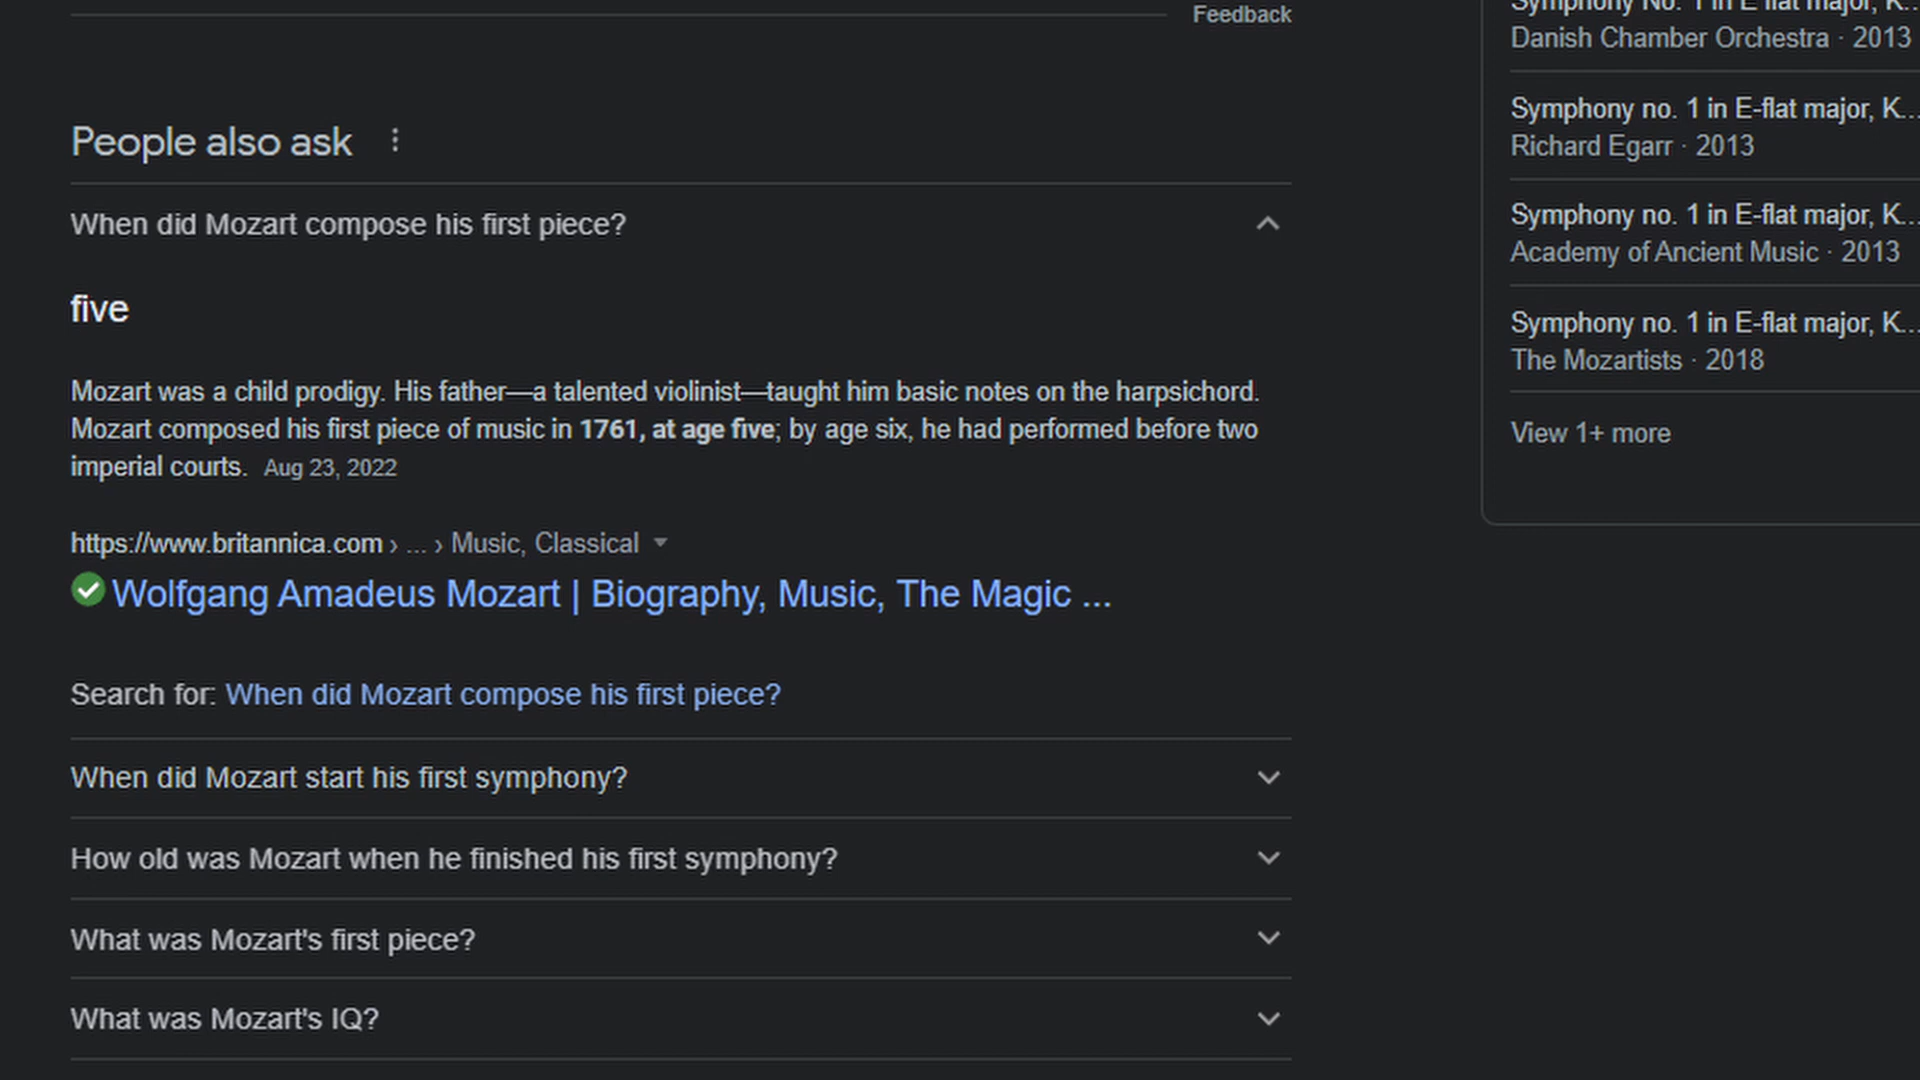 Feedback
People also ask
When did Mozart compose his first piece?
five
Mozart was a child prodigy. His father—a talented violinist—taught him basic notes on the harpsichord.
Mozart composed his first piece of music in 1761, at age five; by age six, he had performed before two
imperial courts. Aug 23, 2022
https://www.britannica.com › ... › Music, Classical
Wolfgang Amadeus Mozart | Biography, Music, The Magic ...
Search for: When did Mozart compose his first piece?
When did Mozart start his first symphony?
How old was Mozart when he finished his first symphony?
What was Mozart's first piece?
What was Mozart's IQ?
Symphony No. 1 in E flat major, K...
Danish Chamber Orchestra · 2013
Symphony no. 1 in E-flat major, K...
Richard Egarr · 2013
Symphony no. 1 in E-flat major, K...
Academy of Ancient Music · 2013
Symphony no. 1 in E-flat major, K...
The Mozartists · 2018
View 1+ more